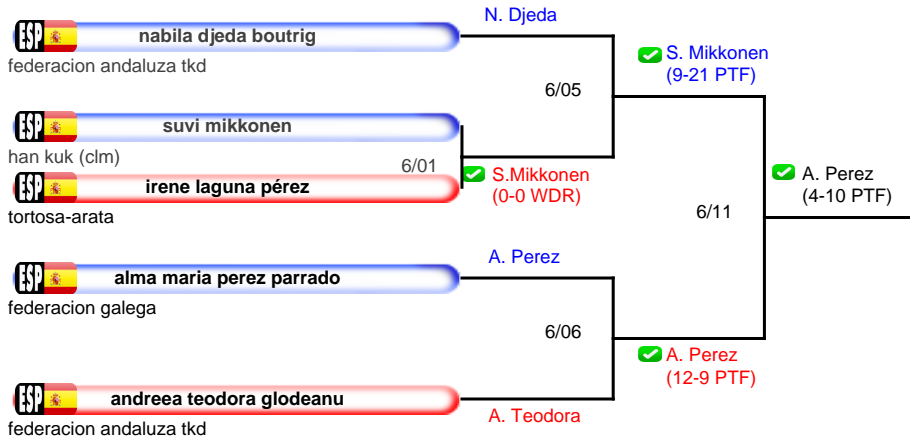 ESP nabila djeda boutrig
federacion andaluza tkd
N. Djeda
6/05
S. Mikkonen
(9-21 PTF)
ESP suvi mikkonen
han kuk (clm)
6/01
S.Mikkonen
(0-0 WDR)
ESP irene laguna pérez
tortosa-arata
6/11
A. Perez
(4-10 PTF)
ESP alma maria perez parrado
federacion galega
A. Perez
6/06
A. Perez
(12-9 PTF)
ESP andreea teodora glodeanu
federacion andaluza tkd
A. Teodora